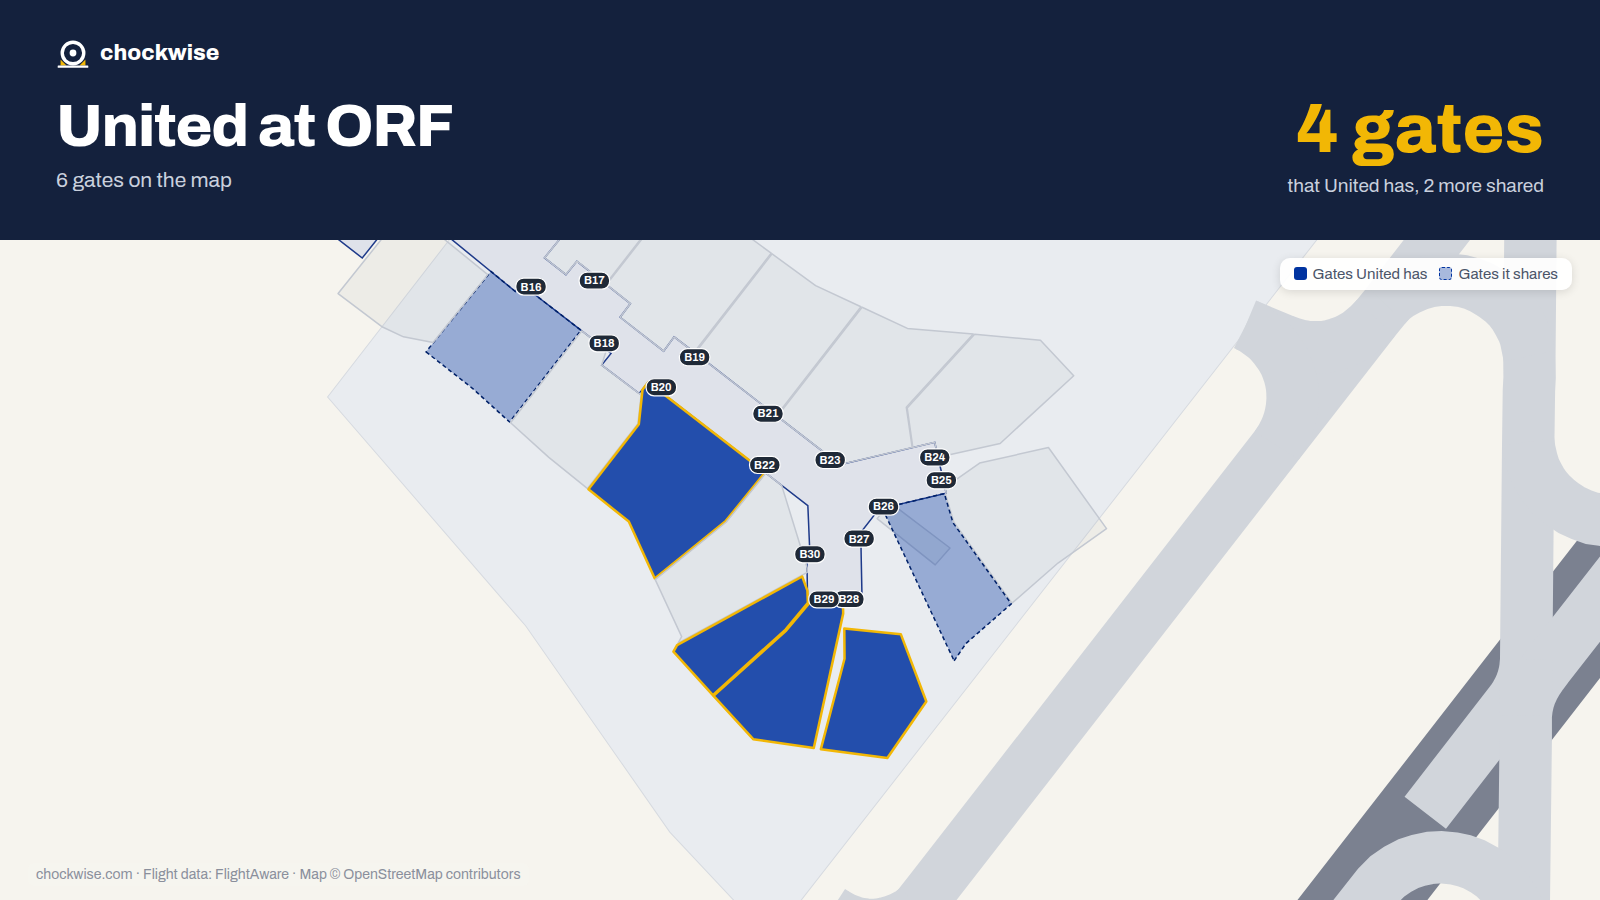 chockwise
United at ORF
6 gates on the map
4 gates
that United has, 2 more shared
Gates United has
Gates it shares
B16
B17
B18
B19
B20
B21
B22
B23
B24
B25
B26
B27
B30
B29
B28
chockwise.com · Flight data: FlightAware · Map © OpenStreetMap contributors